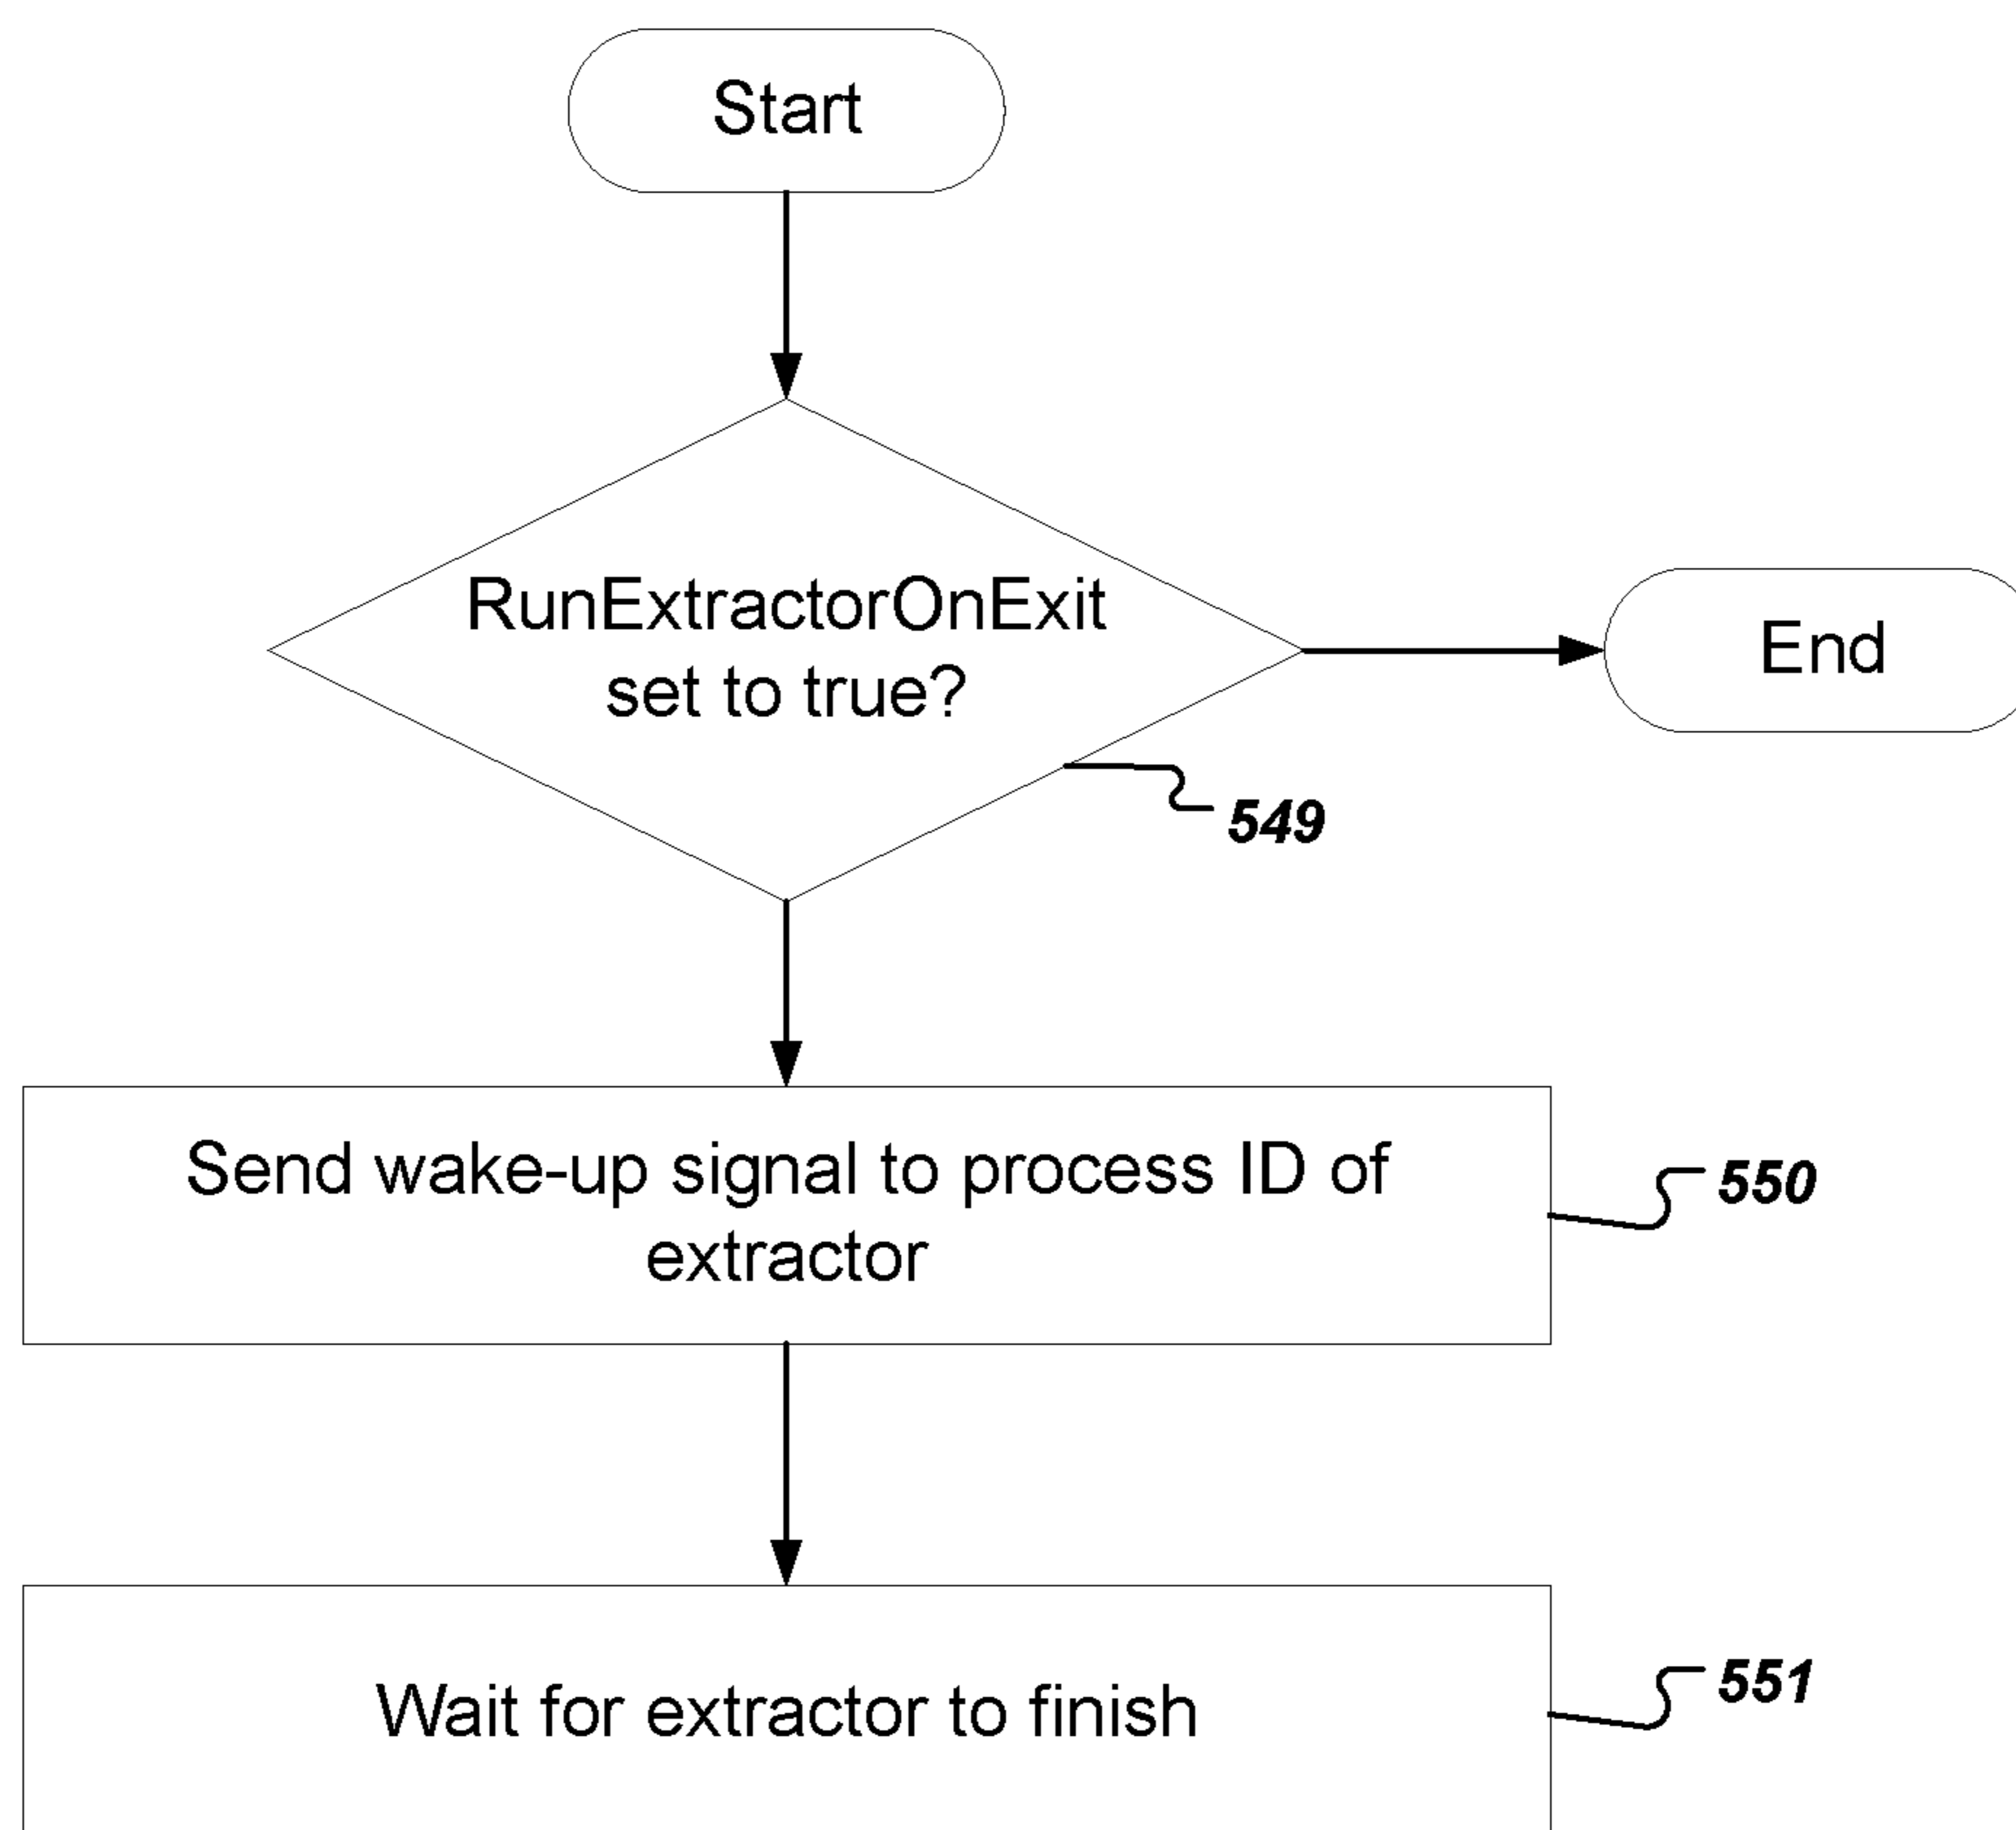 Start
RunExtractorOnExit
set to true?
End
549
Send wake-up signal to process ID of
extractor
550
Wait for extractor to finish
551